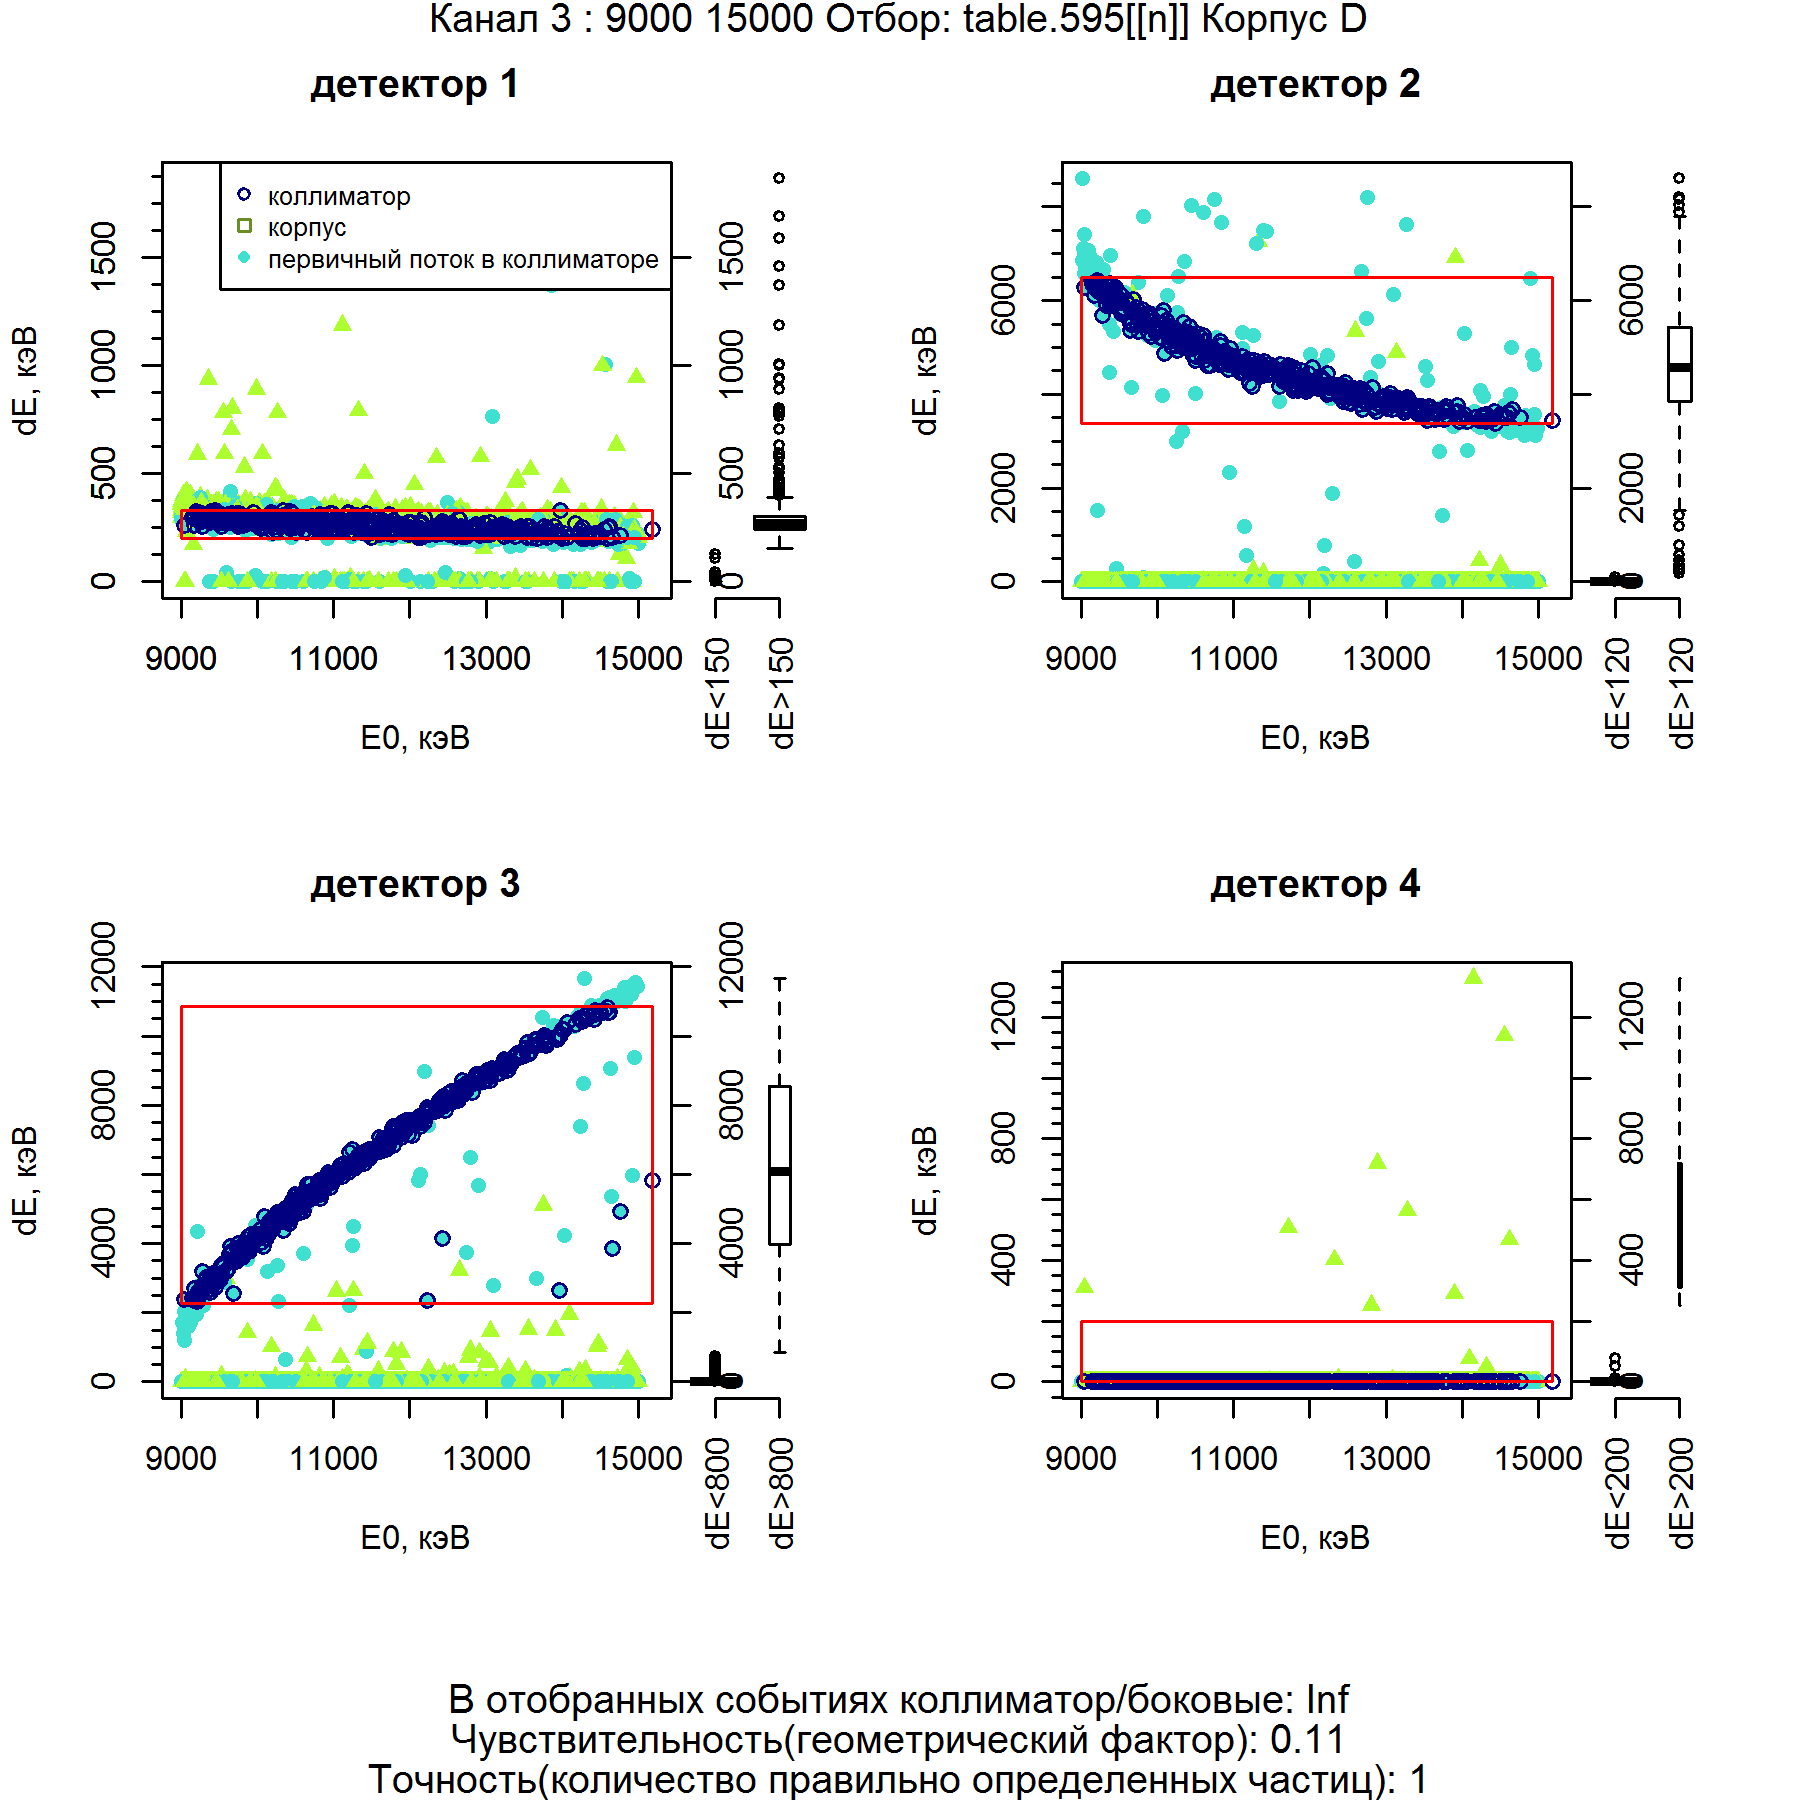 Канал 3 : 9000 15000 Отбор: table.595[[n]] Корпус D
детектор 1
коллиматор
корпус
первичный поток в коллиматоре
dE, кэВ
0 500 1000 1500
0 500 1000 1500
9000 11000 13000 15000
E0, кэВ
dE<150
dE>150
детектор 2
dE, кэВ
0 2000 6000
0 2000 6000
9000 11000 13000 15000
E0, кэВ
dE<120
dE>120
детектор 3
dE, кэВ
0 4000 8000 12000
0 4000 8000 12000
9000 11000 13000 15000
E0, кэВ
dE<800
dE>800
детектор 4
dE, кэВ
0 400 800 1200
0 400 800 1200
9000 11000 13000 15000
E0, кэВ
dE<200
dE>200
В отобранных событиях коллиматор/боковые: Inf
Чувствительность(геометрический фактор): 0.11
Точность(количество правильно определенных частиц): 1